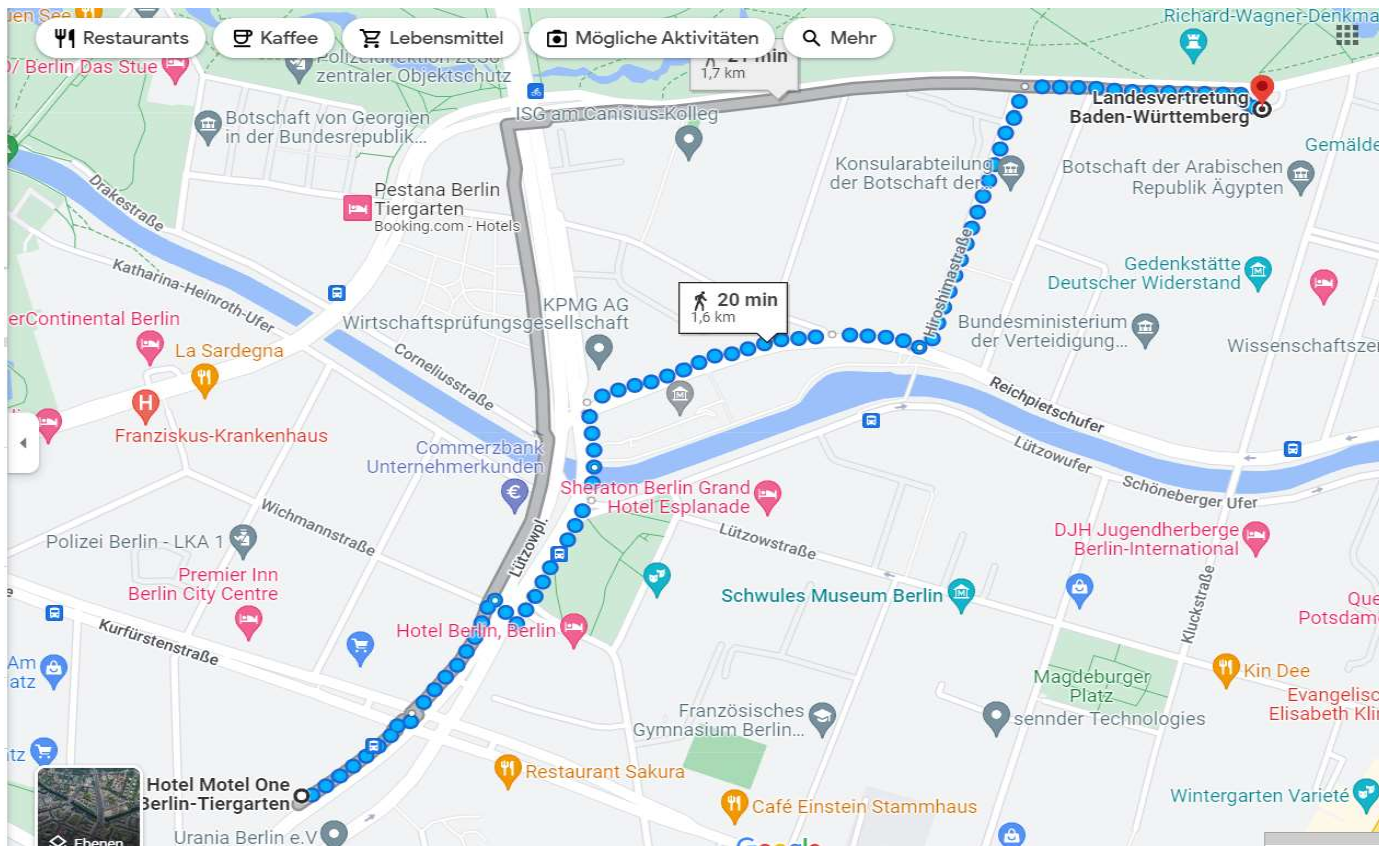 Restaurants
Kaffee
Lebensmittel
Mögliche Aktivitäten
Mehr
Richard-Wagner-Denkma
Berlin Das Stue
zentraler Objektschutz
1,7 km
Landesvertretung
Baden-Württemberg
Botschaft von Georgien
in der Bundesrepublik...
ISG am Canisius-Kolleg
Konsularabteilung
der Botschaft der...
Botschaft der Arabischen
Republik Ägypten
Gemälde
Drakestraße
Pestana Berlin
Tiergarten
Booking.com - Hotels
Hiroshimastraße
Katharina-Heinroth-Ufer
Gedenkstätte
Deutscher Widerstand
20 min
1,6 km
KPMG AG
Wirtschaftsprüfungsgesellschaft
erContinental Berlin
La Sardegna
Corneliusstraße
Bundesministerium
der Verteidigung...
Wissenschaftsze
Reichpietschufer
H
Franziskus-Krankenhaus
Commerzbank
Unternehmerkunden
€
Lützowufer
Schöneberger Ufer
Sheraton Berlin Grand
Hotel Esplanade
Wichmannstraße
Lützowpl.
Lützowstraße
DJH Jugendherberge
Berlin-International
Polizei Berlin - LKA 1
Premier Inn
Berlin City Centre
Schwules Museum Berlin
Kluckstraße
Que
Potsdam
Kurfürstenstraße
Hotel Berlin, Berlin
Am
atz
Magdeburger
Platz
Kin Dee
Evangelisc
Elisabeth Kli
Französisches
Gymnasium Berlin...
sennder Technologies
tz
Hotel Motel One
Berlin-Tiergarten
Restaurant Sakura
Café Einstein Stammhaus
Wintergarten Varieté
Urania Berlin e.V
Ebenen
Google